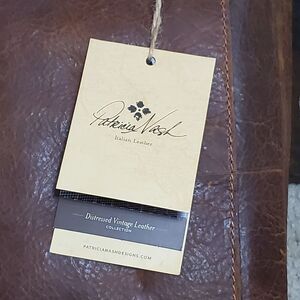 Patricia Nash
Italian Leather
Distressed Vintage Leather
COLLECTION
PATRICIANASHDESIGNS.COM